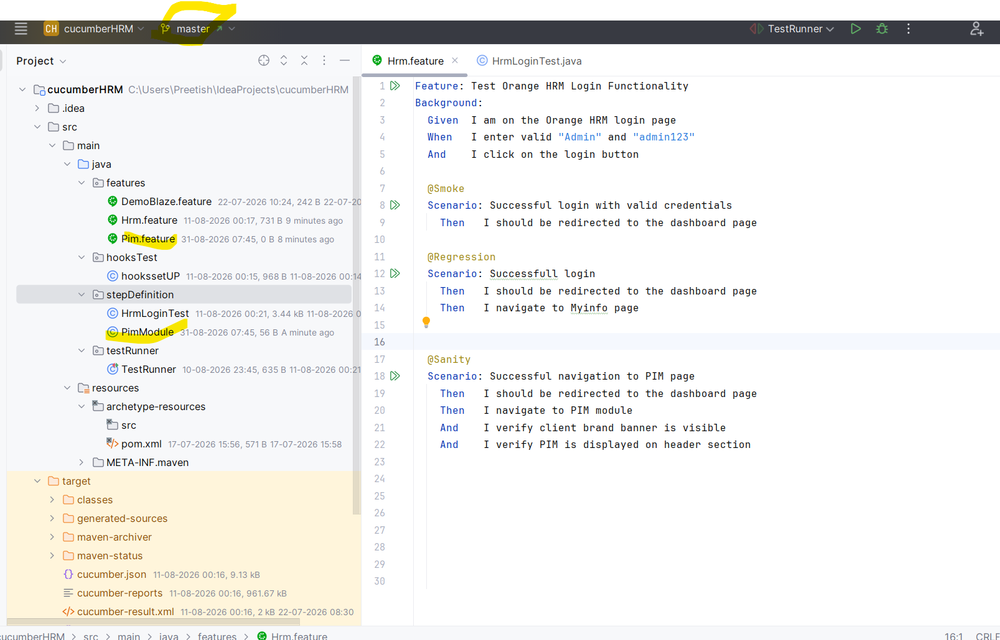 CH cucumberHRM master TestRunner
Project
Hrm.feature HrmLoginTest.java
cucumberHRM C:\Users\Preetish\IdeaProjects\cucumberHRM
.idea
src
main
java
features
DemoBlaze.feature 22-07-2026 10:24, 242 B 22-07-20
Hrm.feature 11-08-2026 00:17, 731 B 9 minutes ago
Pim.feature 31-08-2026 07:45, 0 B 8 minutes ago
hooksTest
hookssetUP 11-08-2026 00:15, 968 B 11-08-2026 00:14
stepDefinition
HrmLoginTest 11-08-2026 00:21, 3.44 kB 11-08-2026 0
PimModule 31-08-2026 07:45, 56 B A minute ago
testRunner
TestRunner 10-08-2026 23:45, 635 B 11-08-2026 00:21
resources
archetype-resources
src
pom.xml 17-07-2026 15:56, 571 B 17-07-2026 15:58
META-INF.maven
target
classes
generated-sources
maven-archiver
maven-status
cucumber.json 11-08-2026 00:16, 9.13 kB
cucumber-reports 11-08-2026 00:16, 961.67 kB
cucumber-result.xml 11-08-2026 00:16, 2 kB 22-07-2026 08:30
1 Feature: Test Orange HRM Login Functionality
2 Background:
3 Given I am on the Orange HRM login page
4 When I enter valid "Admin" and "admin123"
5 And I click on the login button
6
7 @Smoke
8 Scenario: Successful login with valid credentials
9 Then I should be redirected to the dashboard page
10
11 @Regression
12 Scenario: Successfull login
13 Then I should be redirected to the dashboard page
14 Then I navigate to Myinfo page
15
16
17 @Sanity
18 Scenario: Successful navigation to PIM page
19 Then I should be redirected to the dashboard page
20 Then I navigate to PIM module
21 And I verify client brand banner is visible
22 And I verify PIM is displayed on header section
23
24
25
26
27
28
29
30
cucumberHRM > src > main > java > features > Hrm.feature 16:1 CRLF